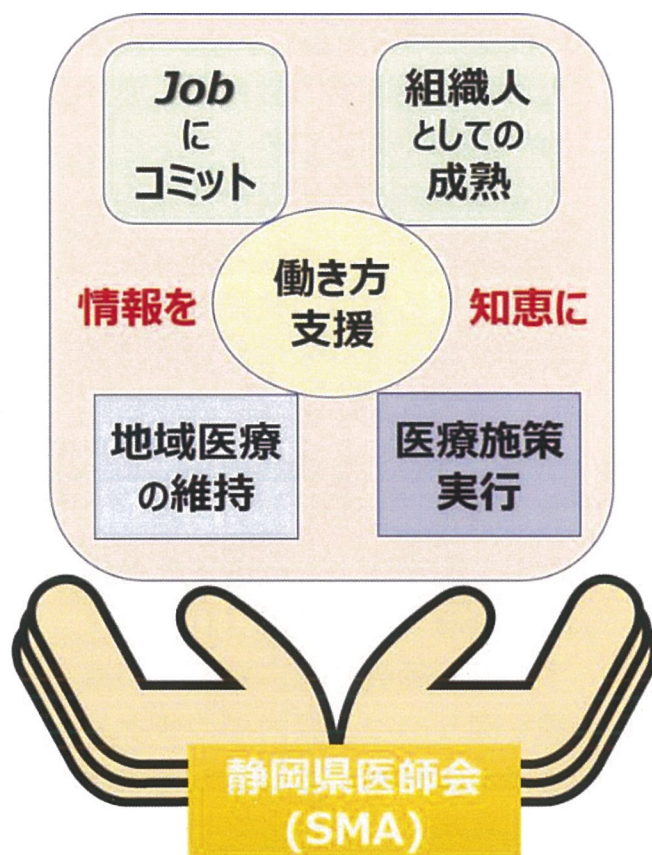 Job
に
コミット
組織人
としての
成熟
情報を
働き方
支援
知恵に
地域医療
の維持
医療施策
実行
静岡県医師会
(SMA)